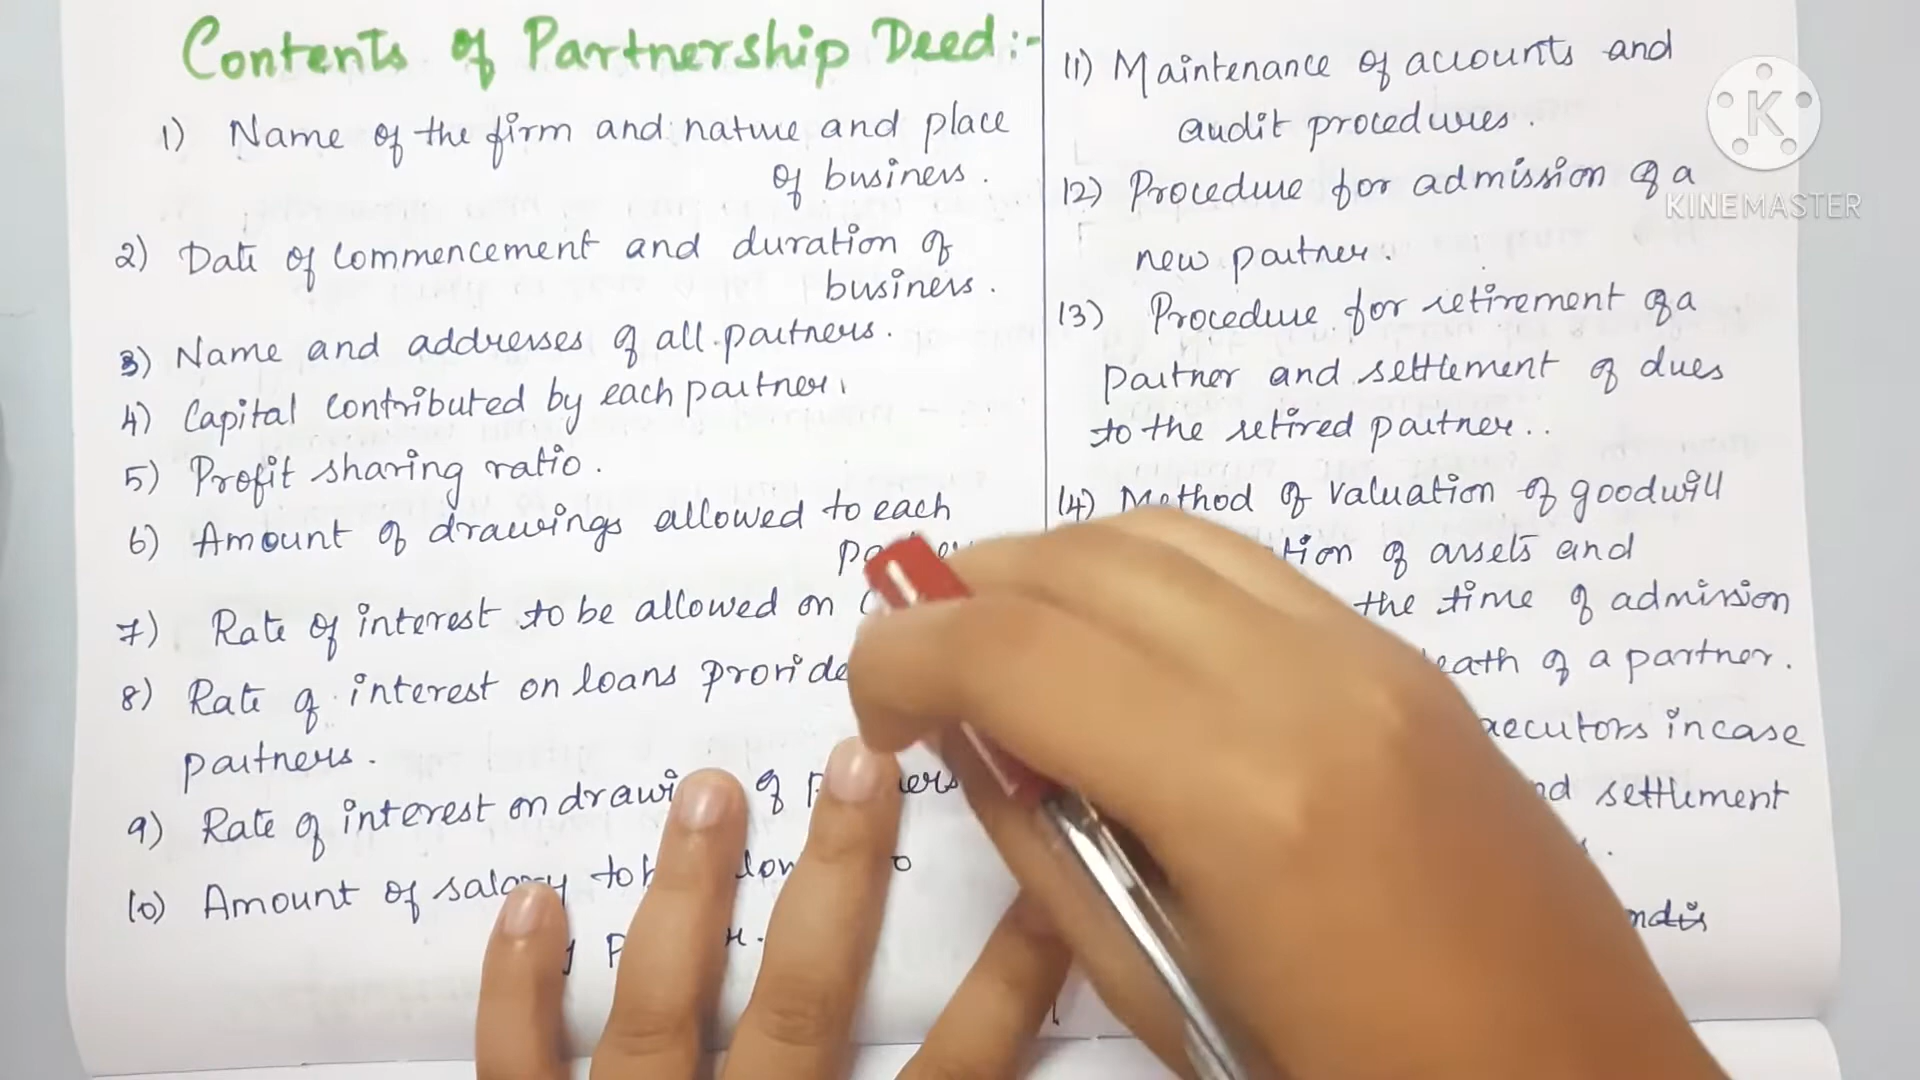 Contents of Partnership Deed:-
1) Name of the firm and nature and place
of business.
2) Date of commencement and duration of
business.
3) Name and addresses of all partners.
4) Capital contributed by each partner.
5) Profit sharing ratio.
6) Amount of drawings allowed to each
7) Rate of interest to be allowed on
8) Rate of interest on loans
partners.
9) Rate of interest on of
10) Amount of salary
11) Maintenance of accounts and
audit procedures.
12) Procedure for admission of a
new partner.
13) Procedure for retirement of a
partner and settlement of dues
to the retired partner..
14) Method of valuation of goodwill
of assets and
the time of admission
of a partner.
in case
settlement
K
KINEMASTER